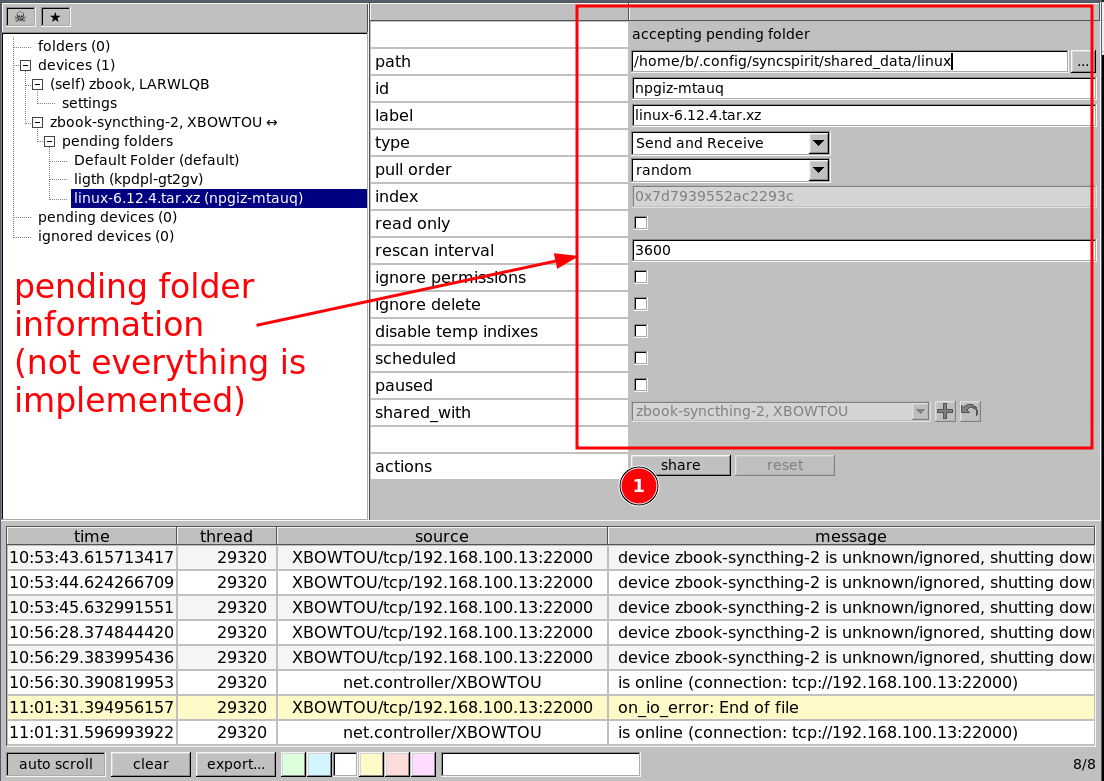 folders (0)
devices (1)
(self) zbook, LARWLQB
settings
zbook-syncthing-2, XBOWTOU ↔
pending folders
Default Folder (default)
ligth (kpdpl-gt2gv)
linux-6.12.4.tar.xz (npgiz-mtauq)
pending devices (0)
ignored devices (0)
pending folder
information
(not everything is
implemented)
accepting pending folder
path /home/b/.config/syncspirit/shared_data/linux ...
id npgiz-mtauq
label linux-6.12.4.tar.xz
type Send and Receive
pull order random
index 0x7d7939552ac2293c
read only
rescan interval 3600
ignore permissions
ignore delete
disable temp indixes
scheduled
paused
shared_with zbook-syncthing-2, XBOWTOU
actions share reset
1
time thread source message
10:53:43.615713417 29320 XBOWTOU/tcp/192.168.100.13:22000 device zbook-syncthing-2 is unknown/ignored, shutting down
10:53:44.624266709 29320 XBOWTOU/tcp/192.168.100.13:22000 device zbook-syncthing-2 is unknown/ignored, shutting down
10:53:45.632991551 29320 XBOWTOU/tcp/192.168.100.13:22000 device zbook-syncthing-2 is unknown/ignored, shutting down
10:56:28.374844420 29320 XBOWTOU/tcp/192.168.100.13:22000 device zbook-syncthing-2 is unknown/ignored, shutting down
10:56:29.383995436 29320 XBOWTOU/tcp/192.168.100.13:22000 device zbook-syncthing-2 is unknown/ignored, shutting down
10:56:30.390819953 29320 net.controller/XBOWTOU is online (connection: tcp://192.168.100.13:22000)
11:01:31.394956157 29320 XBOWTOU/tcp/192.168.100.13:22000 on_io_error: End of file
11:01:31.596993922 29320 net.controller/XBOWTOU is online (connection: tcp://192.168.100.13:22000)
auto scroll clear export... 8/8